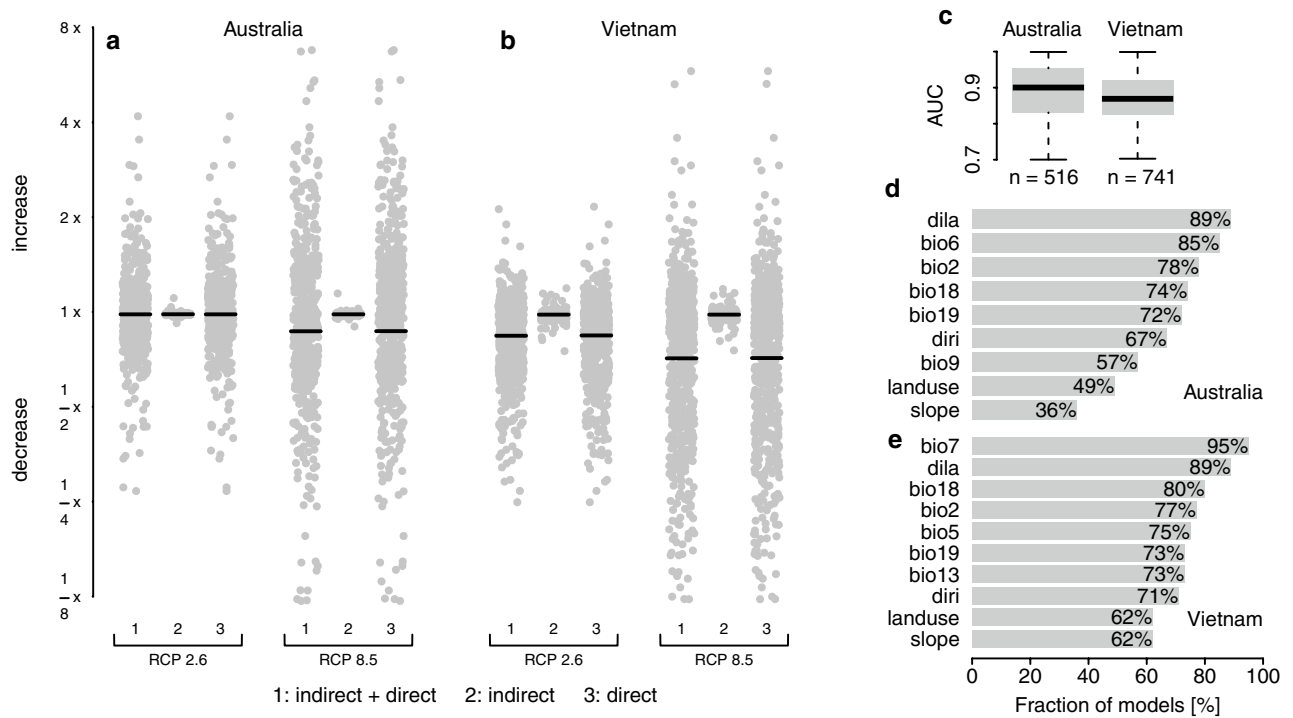 a Australia
b Vietnam
8 x
4 x
2 x
1 x
1
– x
2
1
– x
4
1
– x
8
increase
decrease
1 2 3
RCP 2.6
1 2 3
RCP 8.5
1 2 3
RCP 2.6
1 2 3
RCP 8.5
1: indirect + direct 2: indirect 3: direct
c
Australia Vietnam
AUC
0.9
0.7
n = 516 n = 741
d
dila 89%
bio6 85%
bio2 78%
bio18 74%
bio19 72%
diri 67%
bio9 57%
landuse 49%
slope 36%
Australia
e
bio7 95%
dila 89%
bio18 80%
bio2 77%
bio5 75%
bio19 73%
bio13 73%
diri 71%
landuse 62%
slope 62%
Vietnam
0 20 40 60 80 100
Fraction of models [%]